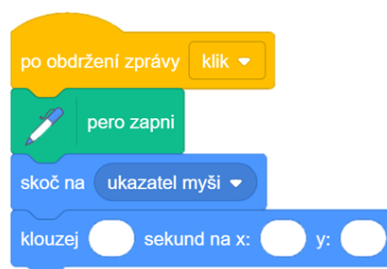 po obdržení zprávy klik
pero zapni
skoč na ukazatel myši
klouzej sekund na x: y: